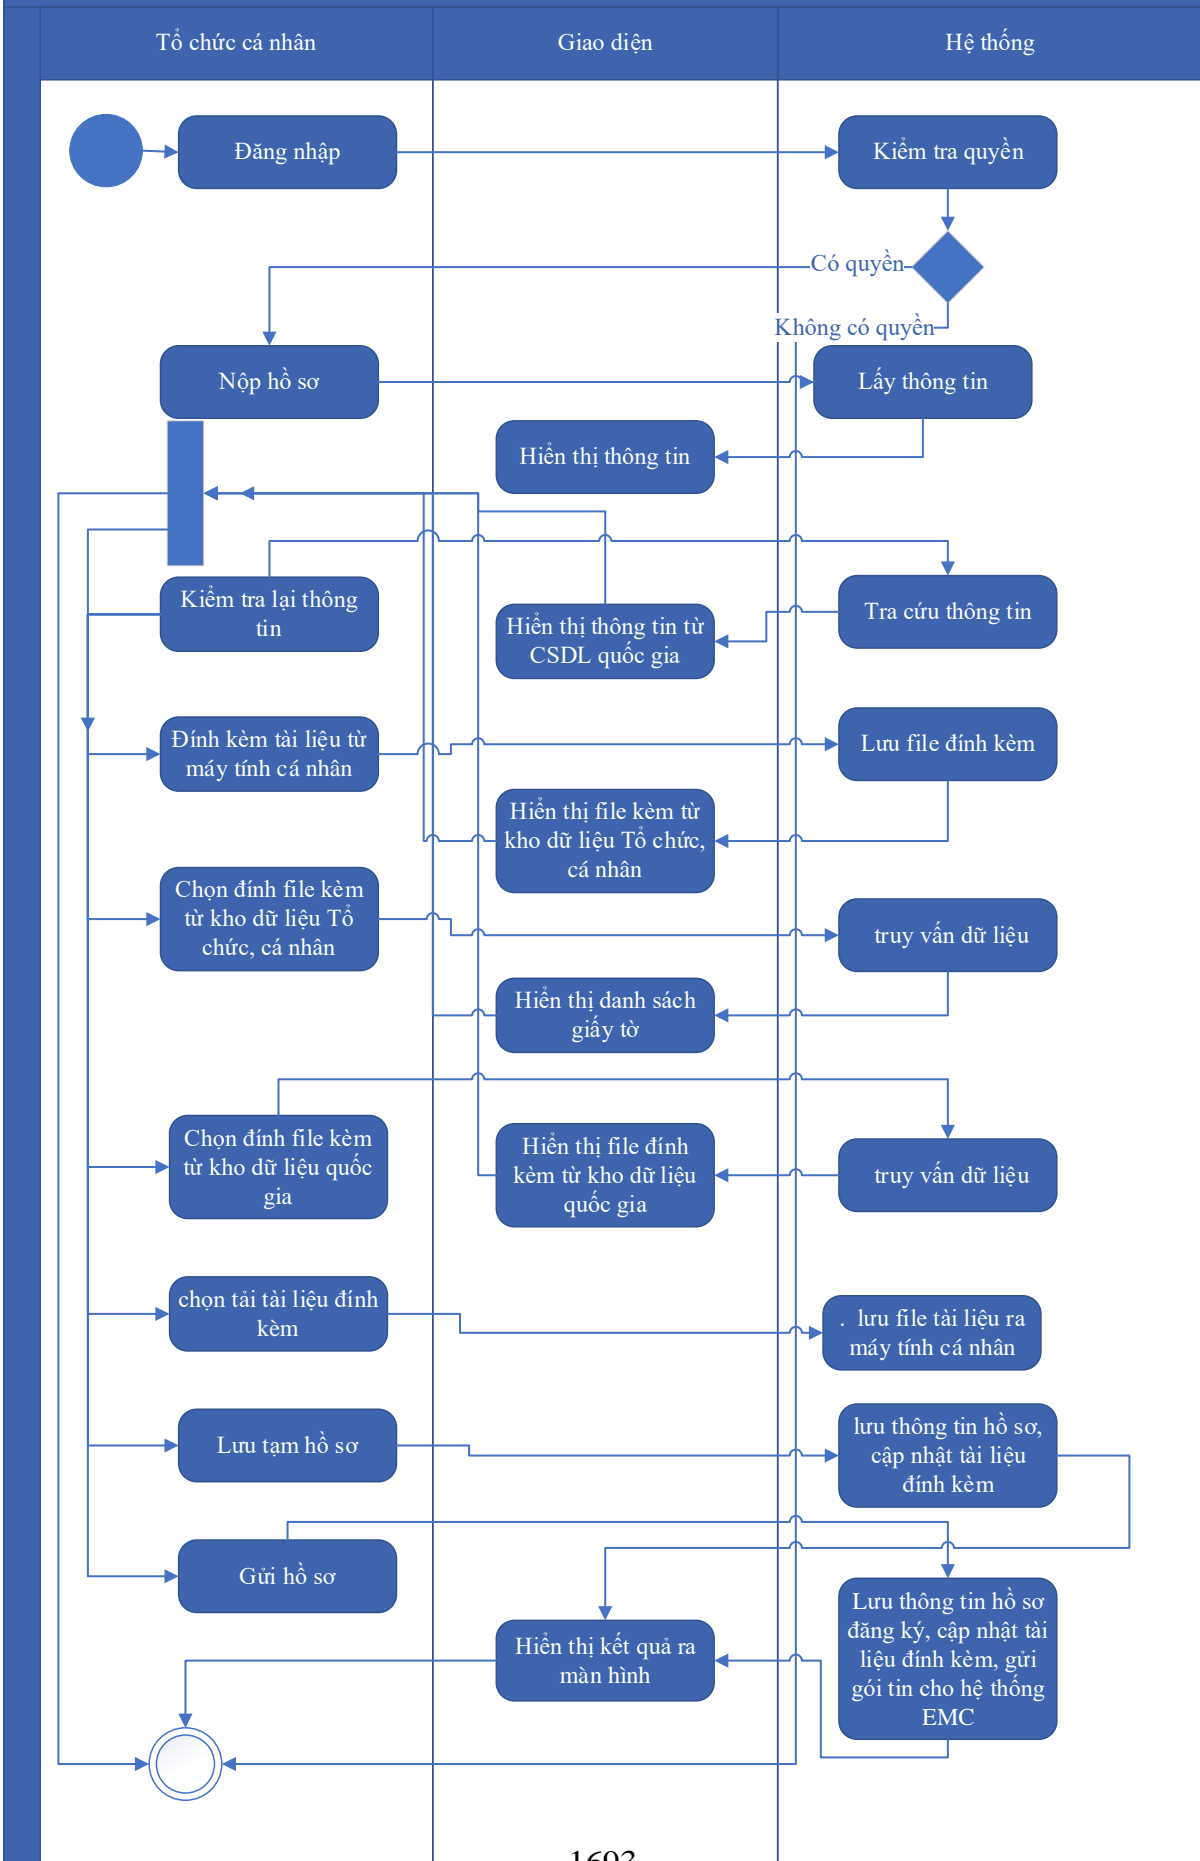 Tổ chức cá nhân
Giao diện
Hệ thống
Đăng nhập
Kiểm tra quyền
Có quyền
Không có quyền
Nộp hồ sơ
Lấy thông tin
Hiển thị thông tin
Kiểm tra lại thông
tin
Hiển thị thông tin từ
CSDL quốc gia
Tra cứu thông tin
Đính kèm tài liệu từ
máy tính cá nhân
Lưu file đính kèm
Hiển thị file kèm từ
kho dữ liệu Tổ chức,
cá nhân
Chọn đính file kèm
từ kho dữ liệu Tổ
chức, cá nhân
truy vấn dữ liệu
Hiển thị danh sách
giấy tờ
Chọn đính file kèm
từ kho dữ liệu quốc
gia
Hiển thị file đính
kèm từ kho dữ liệu
quốc gia
truy vấn dữ liệu
chọn tải tài liệu đính
kèm
. lưu file tài liệu ra
máy tính cá nhân
Lưu tạm hồ sơ
lưu thông tin hồ sơ,
cập nhật tài liệu
đính kèm
Gửi hồ sơ
Lưu thông tin hồ sơ
đăng ký, cập nhật tài
liệu đính kèm, gửi
gói tin cho hệ thống
EMC
Hiển thị kết quả ra
màn hình
1693